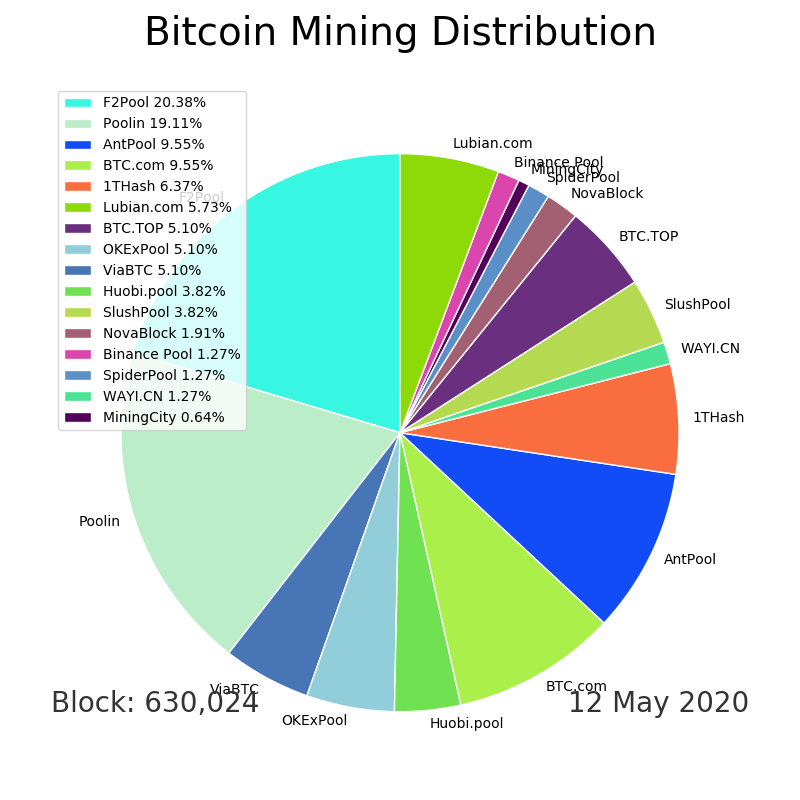 Bitcoin Mining Distribution
F2Pool 20.38%
Poolin 19.11%
AntPool 9.55%
BTC.com 9.55%
1THash 6.37%
Lubian.com 5.73%
BTC.TOP 5.10%
OKExPool 5.10%
ViaBTC 5.10%
Huobi.pool 3.82%
SlushPool 3.82%
NovaBlock 1.91%
Binance Pool 1.27%
SpiderPool 1.27%
WAYI.CN 1.27%
MiningCity 0.64%
F2Pool
Lubian.com
Binance Pool
MiningCity
SpiderPool
NovaBlock
BTC.TOP
SlushPool
WAYI.CN
1THash
AntPool
BTC.com
Huobi.pool
OKExPool
ViaBTC
Poolin
Block: 630,024
12 May 2020